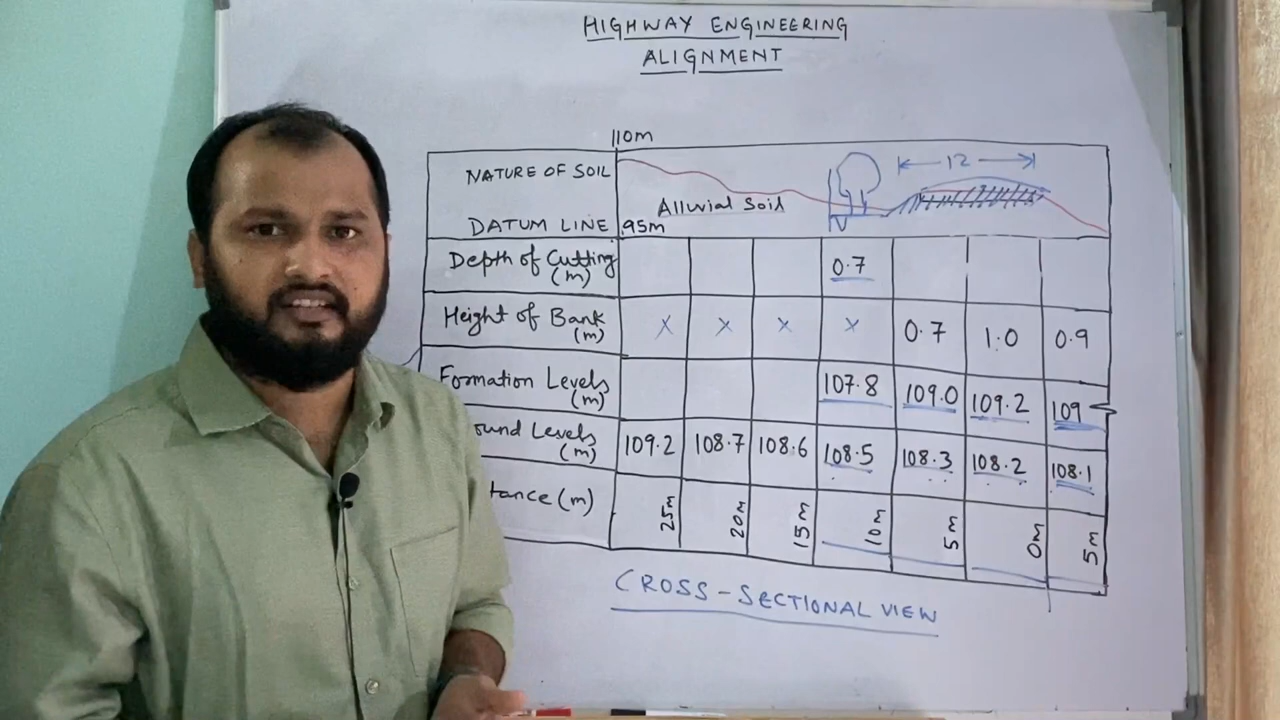 HIGHWAY ENGINEERING
ALIGNMENT
110m
NATURE OF SOIL
12
Alluvial Soil
DATUM LINE 95m
Depth of Cutting (m) 0.7
Height of Bank (m) x x x x 0.7 1.0 0.9
Formation Levels (m) 107.8 109.0 109.2 109
ound Levels (m) 109.2 108.7 108.6 108.5 108.3 108.2 108.1
tance (m) 25m 20m 15m 10m 5m 0m 5m
CROSS-SECTIONAL VIEW